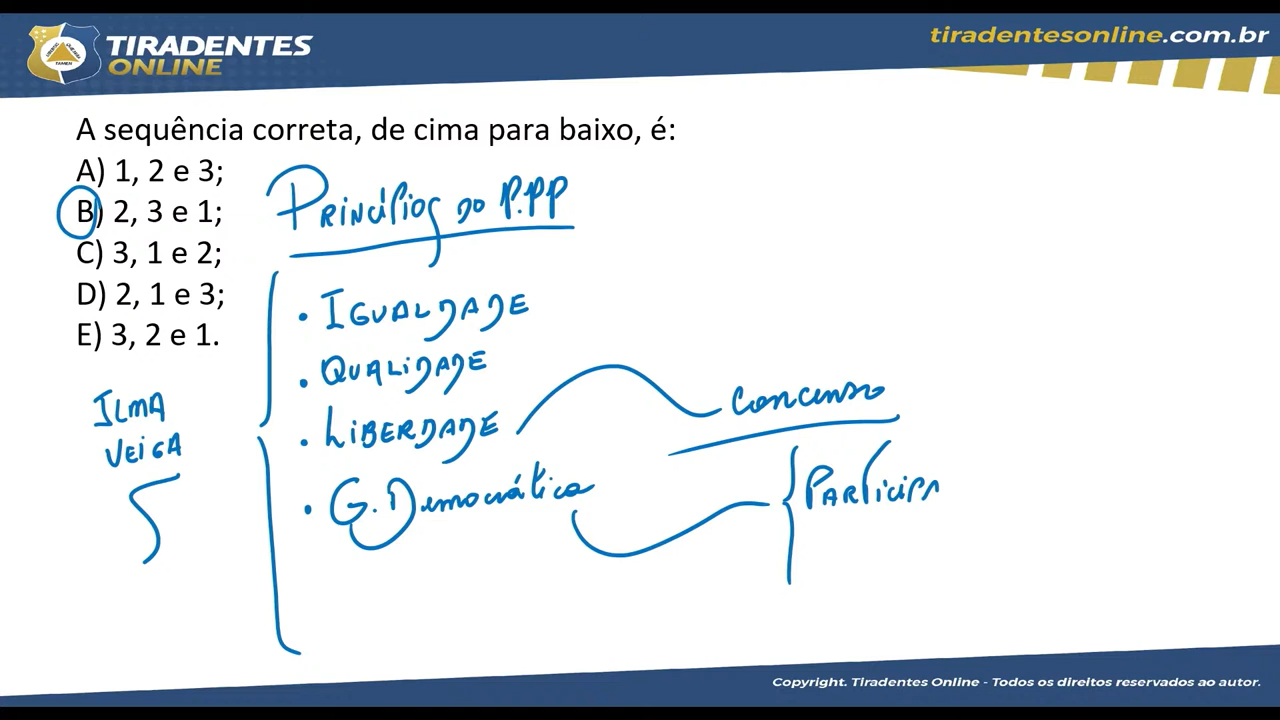 TIRADENTES
ONLINE
tiradentesonline.com.br
A sequência correta, de cima para baixo, é:
A) 1, 2 e 3;
B) 2, 3 e 1;
C) 3, 1 e 2;
D) 2, 1 e 3;
E) 3, 2 e 1.
PRINCÍPIOS DO P.PP
• IGUALDADE
• QUALIDADE
• LIBERDADE
• G. Democrática
ILMA
VEIGA
Concurso
PARTICIPA
Copyright. Tiradentes Online - Todos os direitos reservados ao autor.